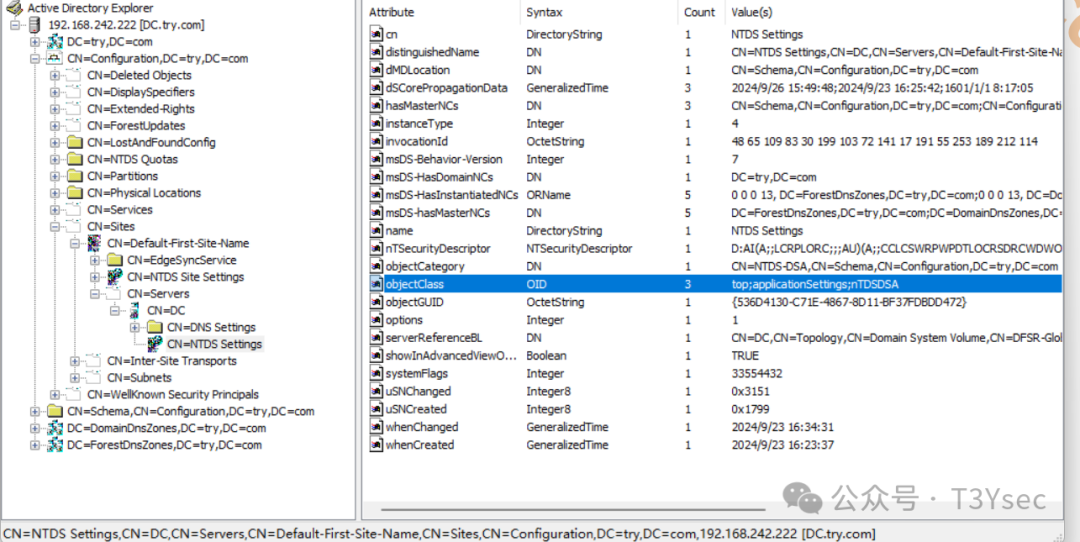 Active Directory Explorer
192.168.242.222 [DC.try.com]
DC=try,DC=com
CN=Configuration,DC=try,DC=com
CN=Deleted Objects
CN=DisplaySpecifiers
CN=Extended-Rights
CN=ForestUpdates
CN=LostAndFoundConfig
CN=NTDS Quotas
CN=Partitions
CN=Physical Locations
CN=Services
CN=Sites
CN=Default-First-Site-Name
CN=EdgeSyncService
CN=NTDS Site Settings
CN=Servers
CN=DC
CN=DNS Settings
CN=NTDS Settings
CN=Inter-Site Transports
CN=Subnets
CN=WellKnown Security Principals
CN=Schema,CN=Configuration,DC=try,DC=com
DC=DomainDnsZones,DC=try,DC=com
DC=ForestDnsZones,DC=try,DC=com
Attribute Syntax Count Value(s)
cn DirectoryString 1 NTDS Settings
distinguishedName DN 1 CN=NTDS Settings,CN=DC,CN=Servers,CN=Default-First-Site-Na
dMDLocation DN 1 CN=Schema,CN=Configuration,DC=try,DC=com
dSCorePropagationData GeneralizedTime 3 2024/9/26 15:49:48;2024/9/23 16:25:42;1601/1/1 8:17:05
hasMasterNCs DN 3 CN=Schema,CN=Configuration,DC=try,DC=com;CN=Configurati
instanceType Integer 1 4
invocationId OctetString 1 48 65 109 83 30 199 103 72 141 17 191 55 253 189 212 114
msDS-Behavior-Version Integer 1 7
msDS-HasDomainNCs DN 1 DC=try,DC=com
msDS-HasInstantiatedNCs ORName 5 0 0 0 13, DC=ForestDnsZones,DC=try,DC=com;0 0 0 13, DC=Do
msDS-hasMasterNCs DN 5 DC=ForestDnsZones,DC=try,DC=com;DC=DomainDnsZones,DC=
name DirectoryString 1 NTDS Settings
nTSecurityDescriptor NTSecurityDescriptor 1 D:AI(A;;LCRPLORC;;;AU)(A;;CCLCSWRPWPDTLOCRSDRCWDWO
objectCategory DN 1 CN=NTDS-DSA,CN=Schema,CN=Configuration,DC=try,DC=com
objectClass OID 3 top;applicationSettings;nTDSDSA
objectGUID OctetString 1 {536D4130-C71E-4867-8D11-BF37FDBDD472}
options Integer 1 1
serverReferenceBL DN 1 CN=DC,CN=Topology,CN=Domain System Volume,CN=DFSR-Glo
showInAdvancedViewO... Boolean 1 TRUE
systemFlags Integer 1 33554432
uSNChanged Integer8 1 0x3151
uSNCreated Integer8 1 0x1799
whenChanged GeneralizedTime 1 2024/9/23 16:34:31
whenCreated GeneralizedTime 1 2024/9/23 16:23:37
公众号 · T3Ysec
CN=NTDS Settings,CN=DC,CN=Servers,CN=Default-First-Site-Name,CN=Sites,CN=Configuration,DC=try,DC=com,192.168.242.222 [DC.try.com]